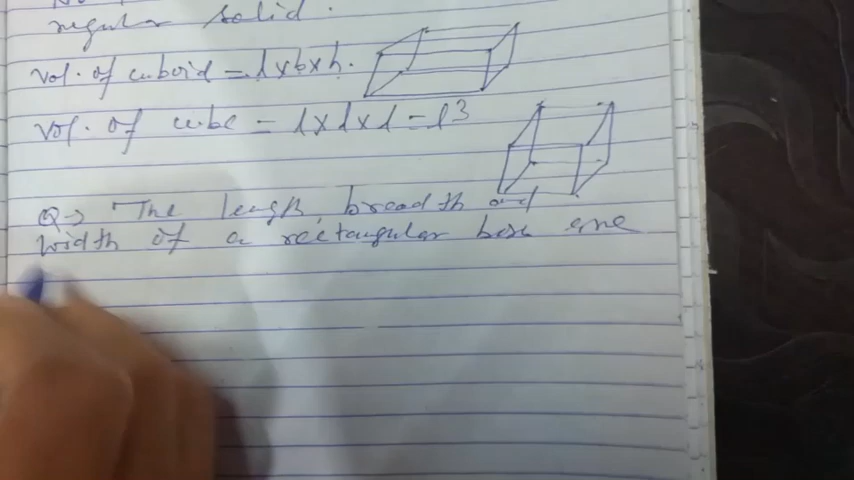 regular solid.
Vol. of cuboid = l x b x h.
Vol. of cube = l x l x l = l3
Q→ The length, breadth and
width of a rectangular box are